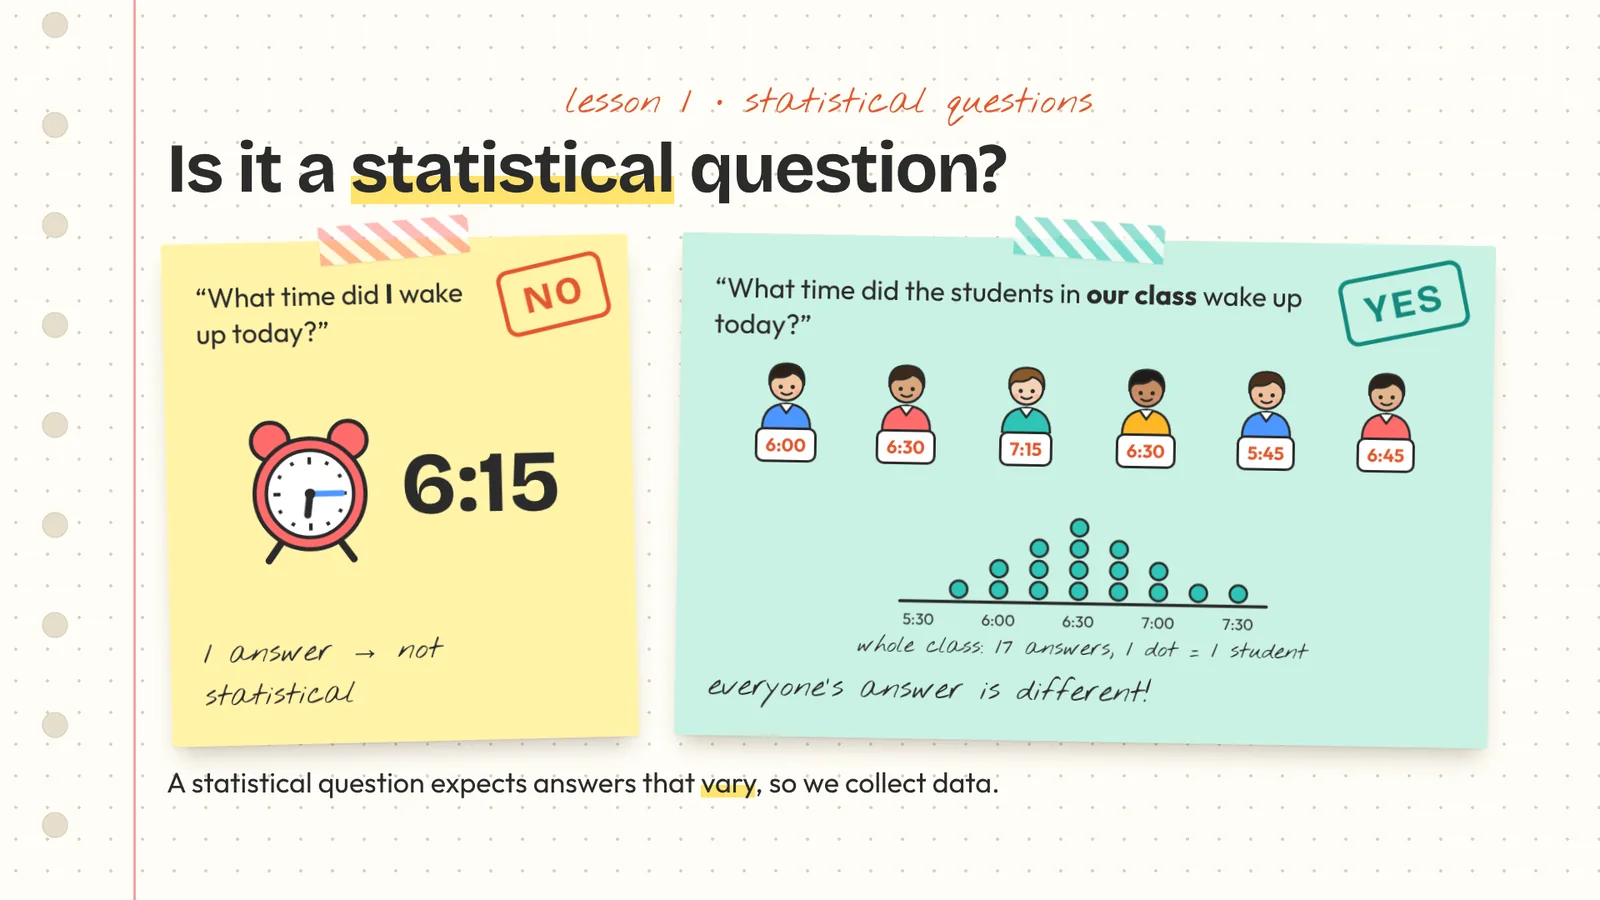 lesson 1 · statistical questions
Is it a statistical question?
“What time did I wake
up today?”
NO
6:15
1 answer → not
statistical
“What time did the students in our class wake up
today?”
YES
6:00 6:30 7:15 6:30 5:45 6:45
5:30 6:00 6:30 7:00 7:30
whole class: 17 answers, 1 dot = 1 student
everyone's answer is different!
A statistical question expects answers that vary, so we collect data.